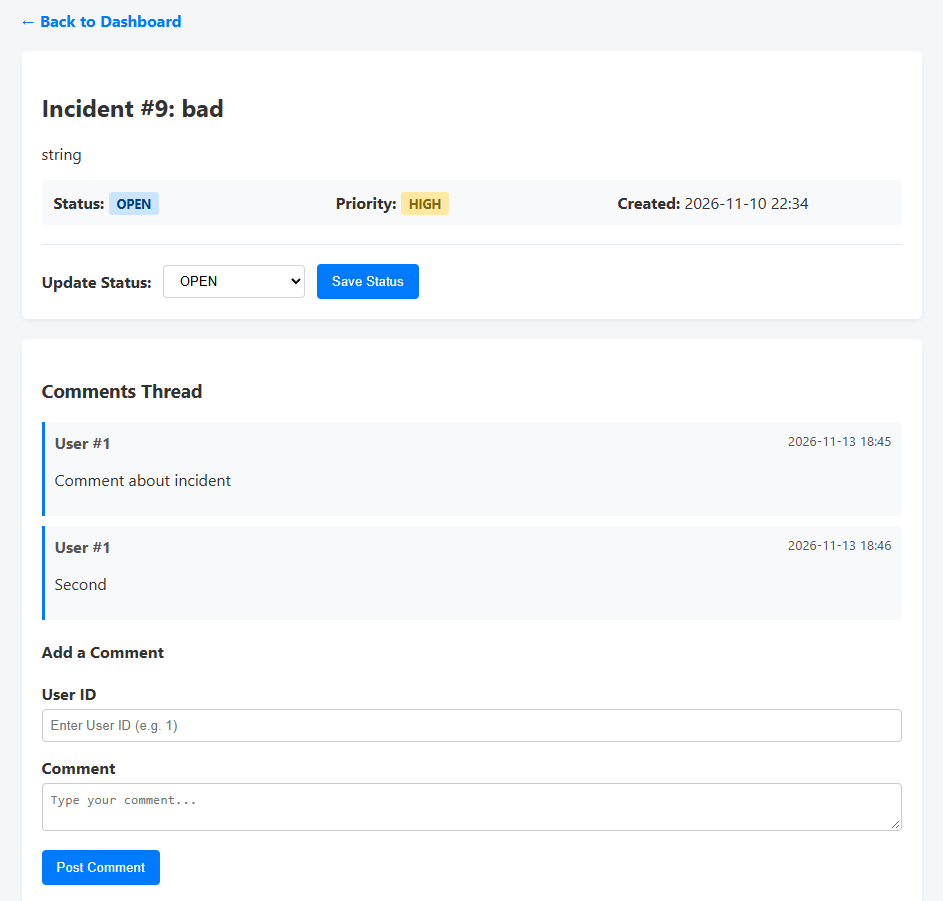 ← Back to Dashboard
Incident #9: bad
string
Status: OPEN Priority: HIGH Created: 2026-11-10 22:34
Update Status: OPEN Save Status
Comments Thread
User #1 2026-11-13 18:45
Comment about incident
User #1 2026-11-13 18:46
Second
Add a Comment
User ID
Enter User ID (e.g. 1)
Comment
Type your comment...
Post Comment